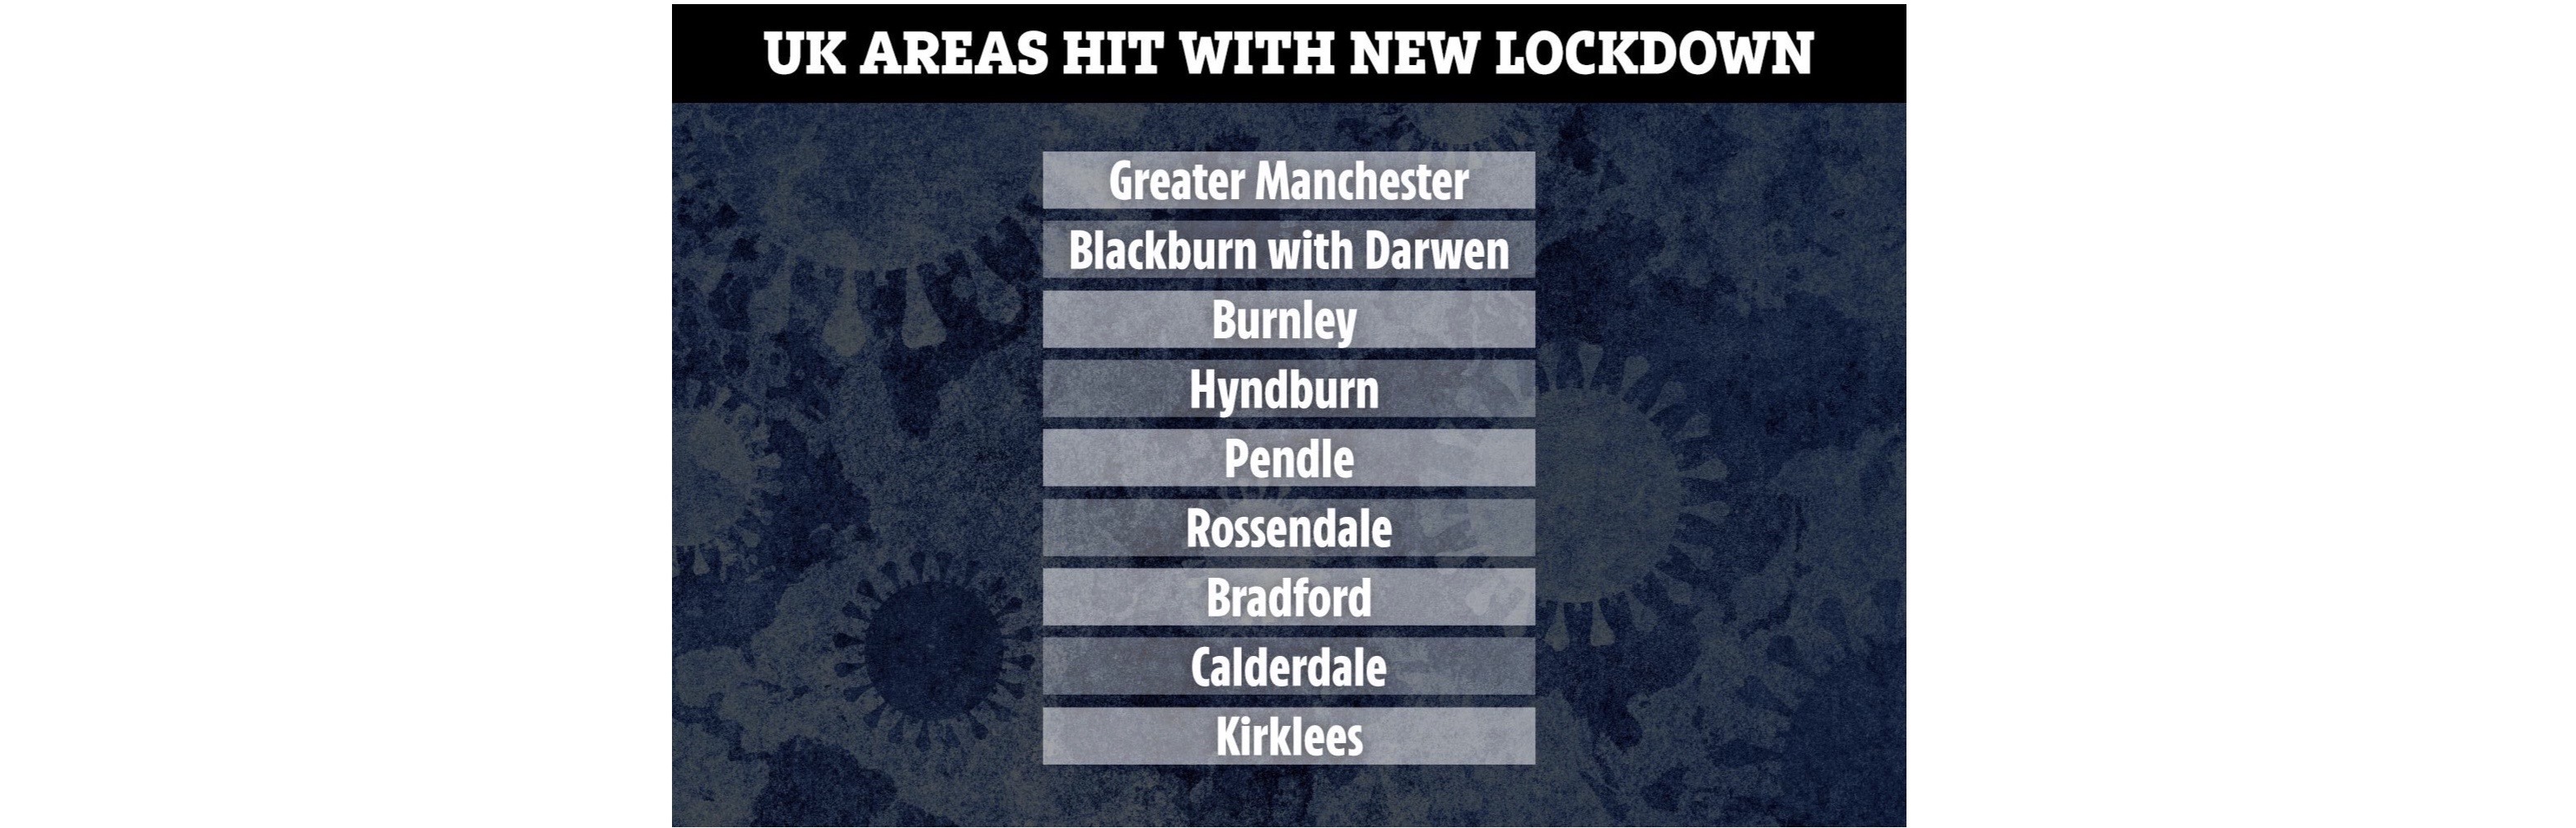 UK AREAS HIT WITH NEW LOCKDOWN
Greater Manchester
Blackburn with Darwen
Burnley
Hyndburn
Pendle
Rossendale
Bradford
Calderdale
Kirklees